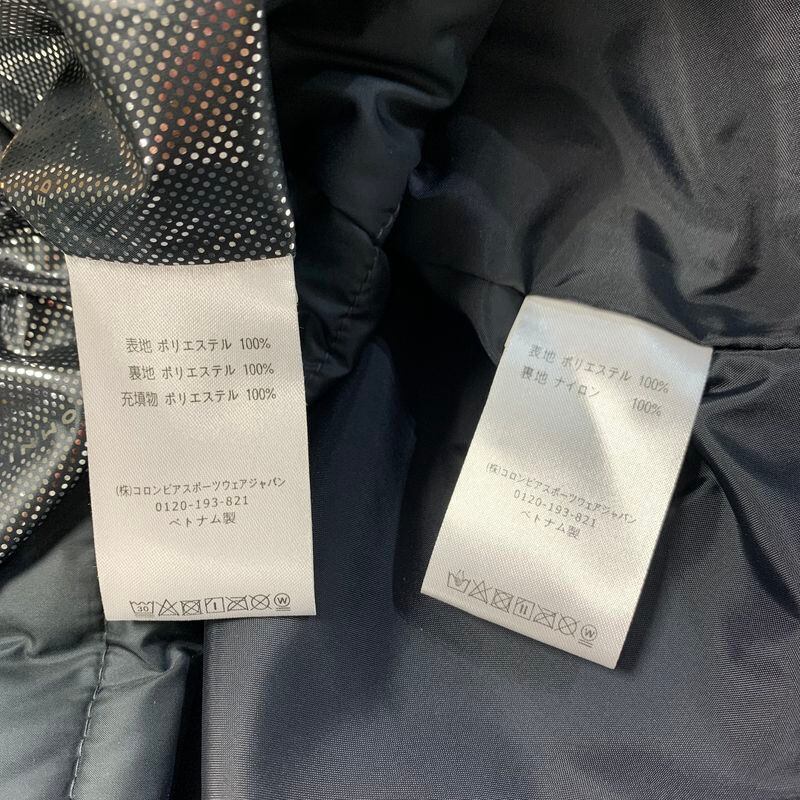 表地 ポリエステル 100%
裏地 ポリエステル 100%
充填物 ポリエステル 100%
(株)コロンビアスポーツウェアジャパン
0120-193-821
ベトナム製
30
W
表地 ポリエステル 100%
裏地 ナイロン 100%
(株)コロンビアスポーツウェアジャパン
0120-193-821
ベトナム製
W